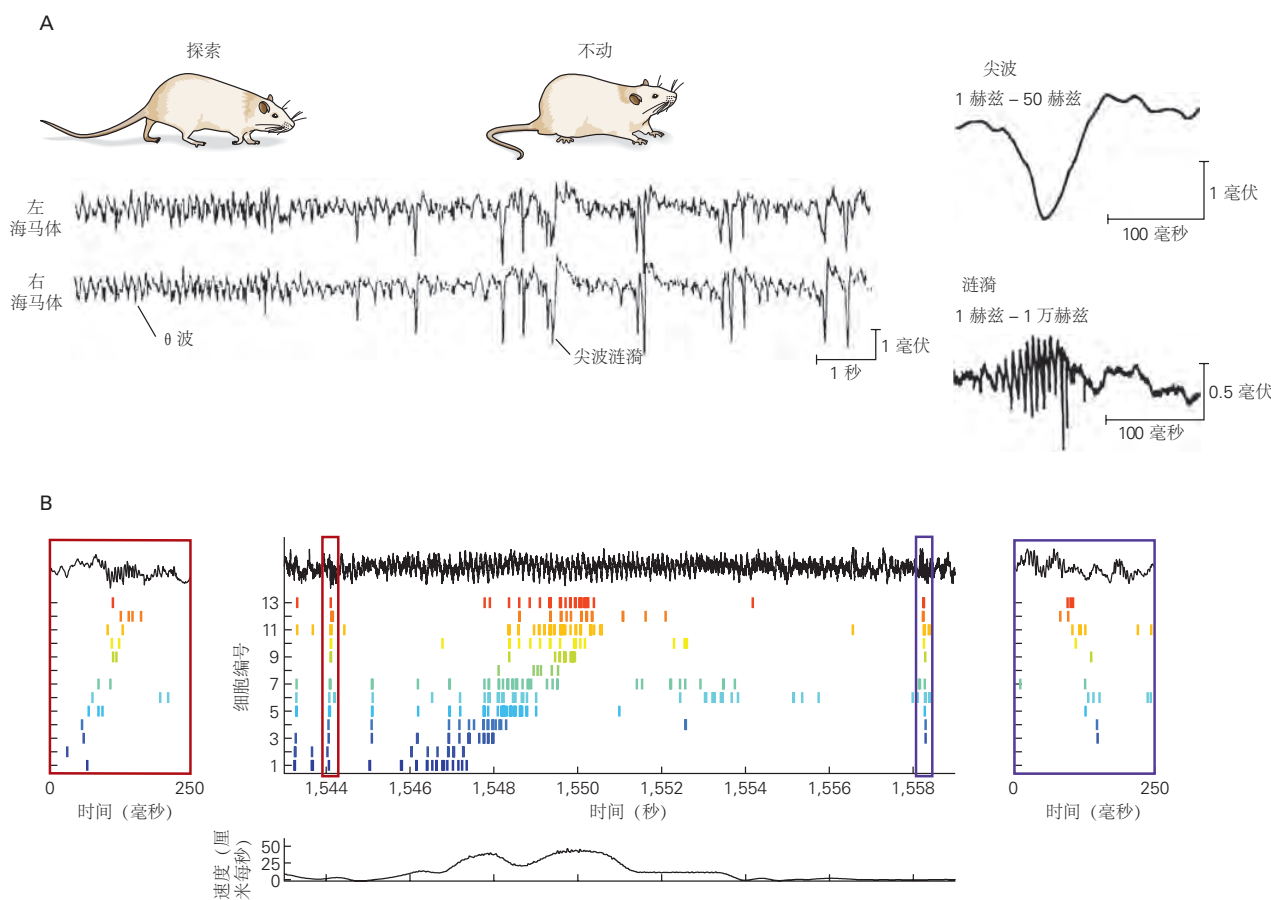 A
探索
不动
左
海马体
右
海马体
θ 波
尖波涟漪
1 毫伏
1 秒
尖波
1 赫兹 – 50 赫兹
1 毫伏
100 毫秒
涟漪
1 赫兹 – 1 万赫兹
0.5 毫伏
100 毫秒
B
0
250
时间（毫秒）
细胞编号
13
11
9
7
5
3
1
1,544
1,546
1,548
1,550
1,552
1,554
1,556
1,558
时间（秒）
0
250
时间（毫秒）
速度（厘
米每秒）
50
25
0